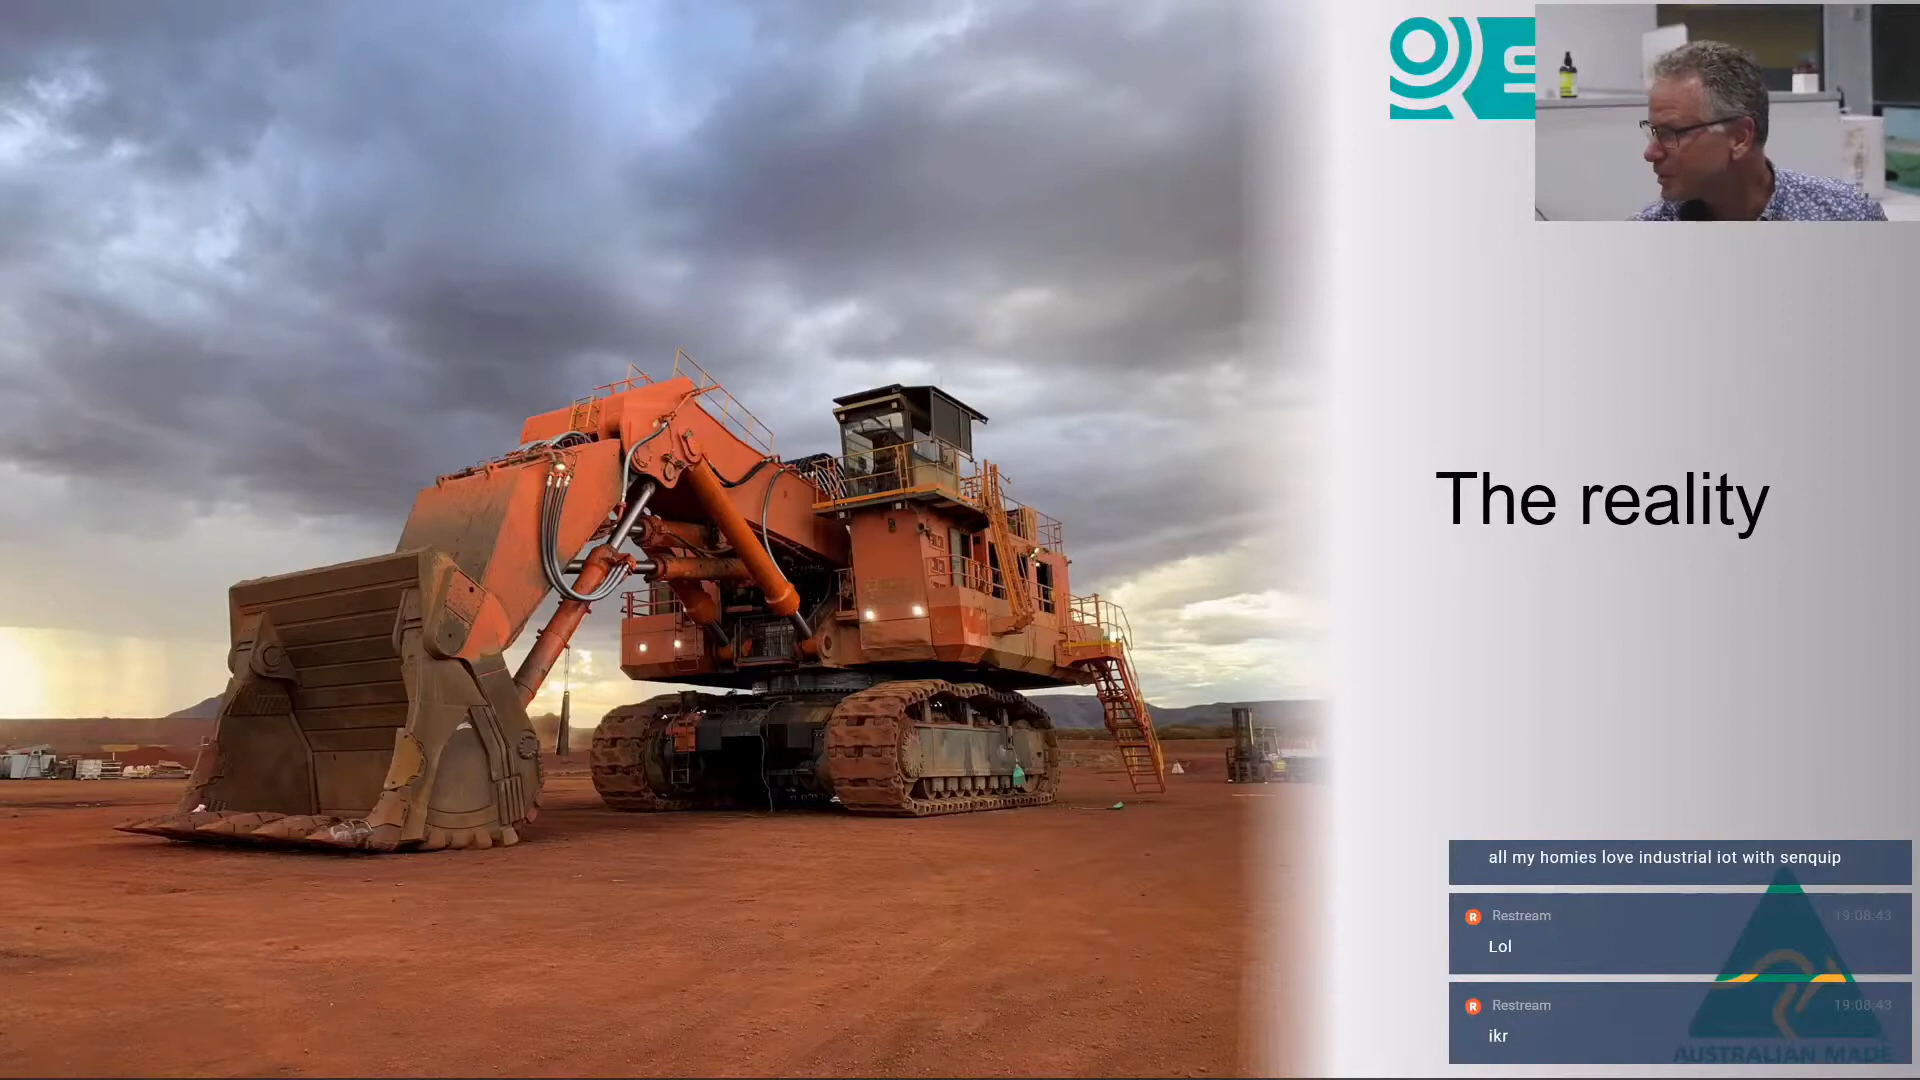 The reality
all my homies love industrial iot with senquip
Restream
19:08:43
Lol
Restream
19:08:43
ikr
AUSTRALIAN MADE